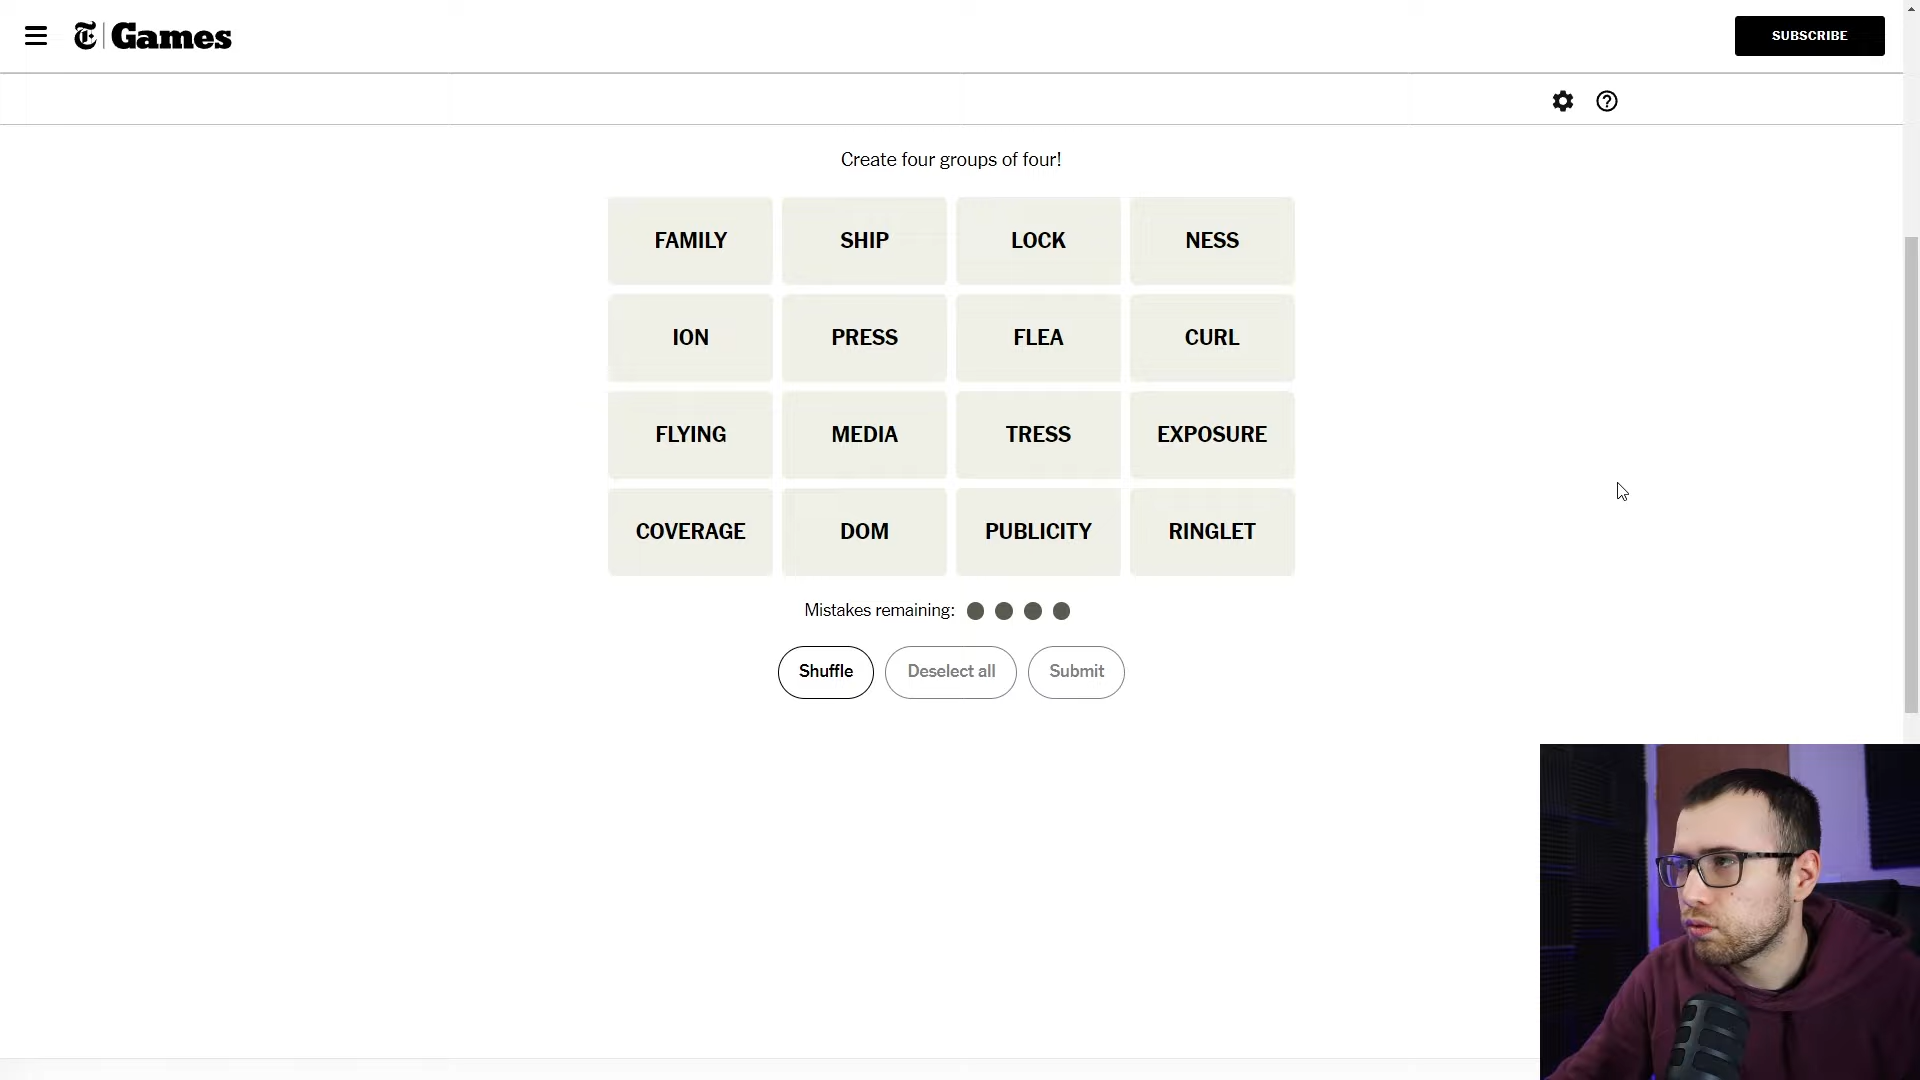 Games
SUBSCRIBE
Create four groups of four!
FAMILY SHIP LOCK NESS
ION PRESS FLEA CURL
FLYING MEDIA TRESS EXPOSURE
COVERAGE DOM PUBLICITY RINGLET
Mistakes remaining:
Shuffle Deselect all Submit